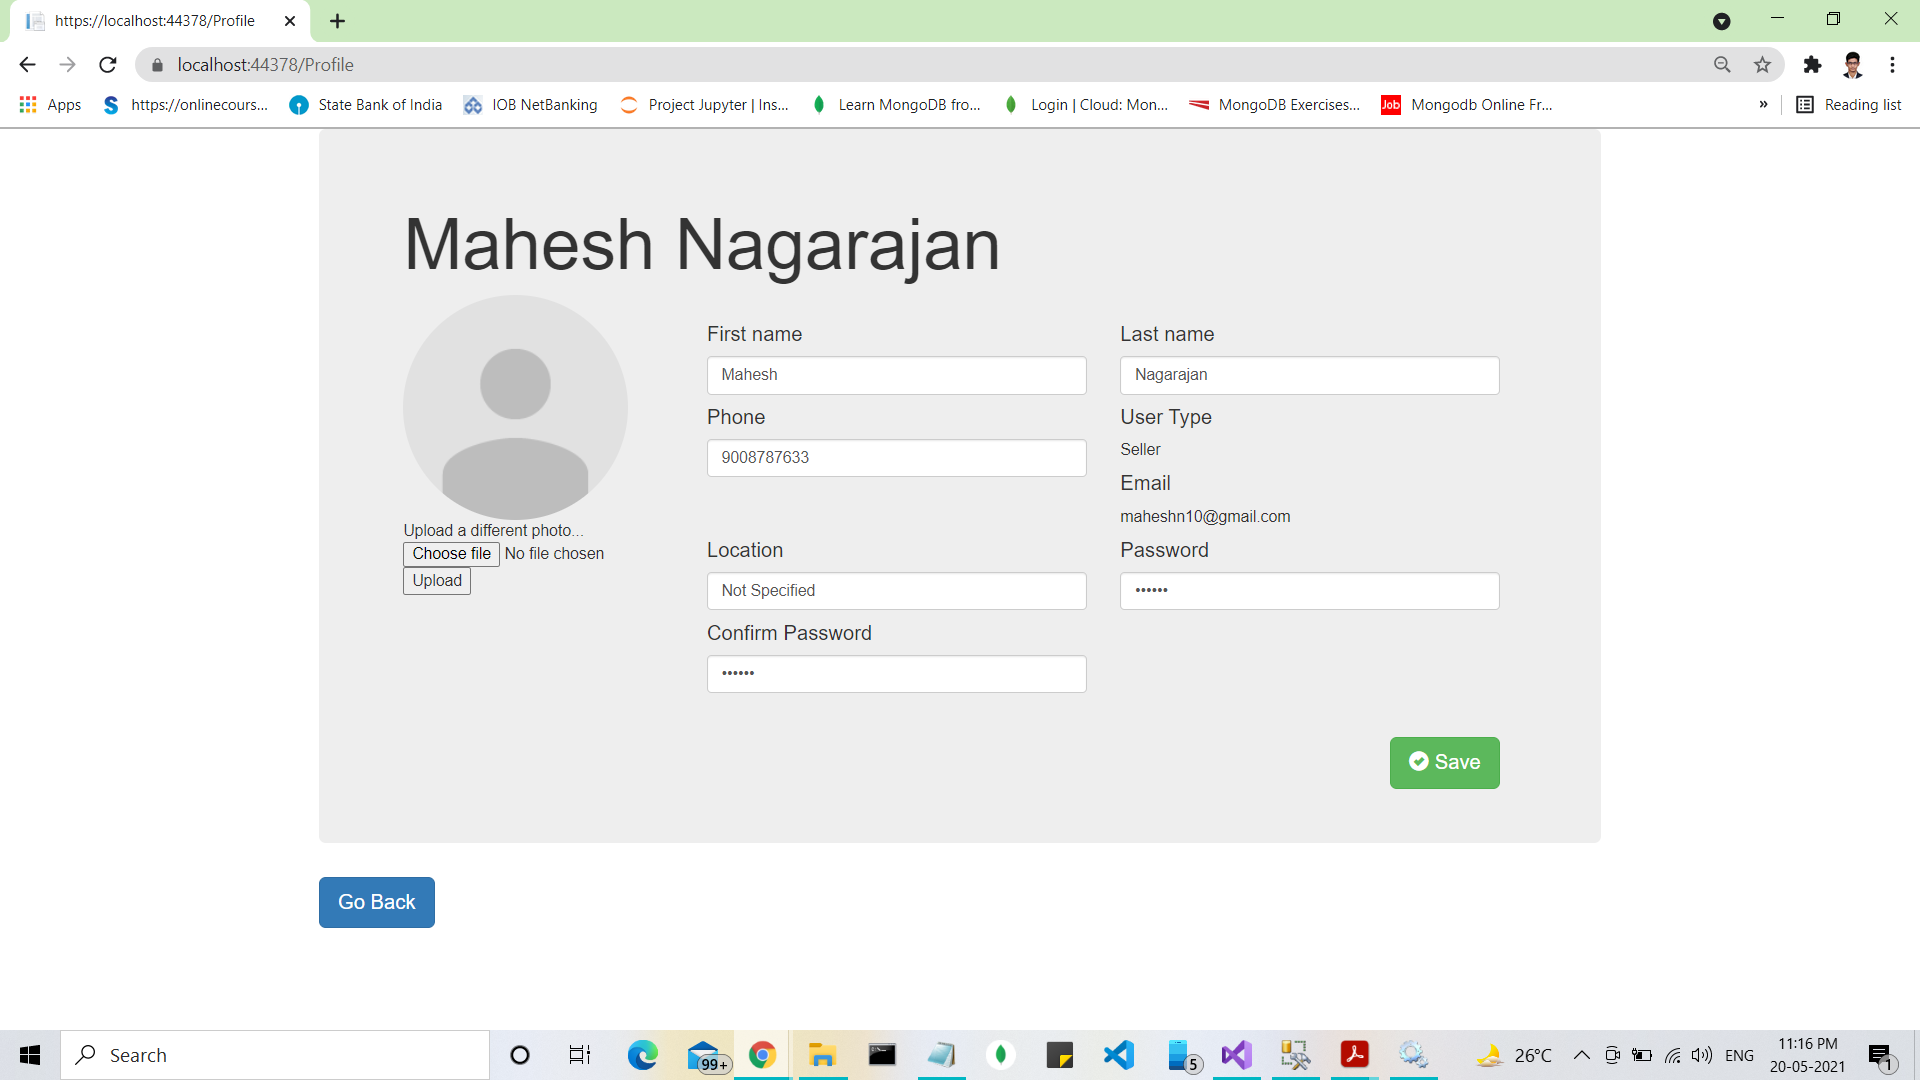 https://localhost:44378/Profile
localhost:44378/Profile
Apps
https://onlinecours...
State Bank of India
IOB NetBanking
Project Jupyter | Ins...
Learn MongoDB fro...
Login | Cloud: Mon...
MongoDB Exercises...
Job
Mongodb Online Fr...
»
Reading list
Mahesh Nagarajan
First name
Last name
Mahesh
Nagarajan
Phone
User Type
9008787633
Seller
Email
maheshn10@gmail.com
Upload a different photo...
Choose file No file chosen
Upload
Location
Password
Not Specified
••••••
Confirm Password
••••••
Save
Go Back
Search
99+
5
26°C
ENG
11:16 PM
20-05-2021
1